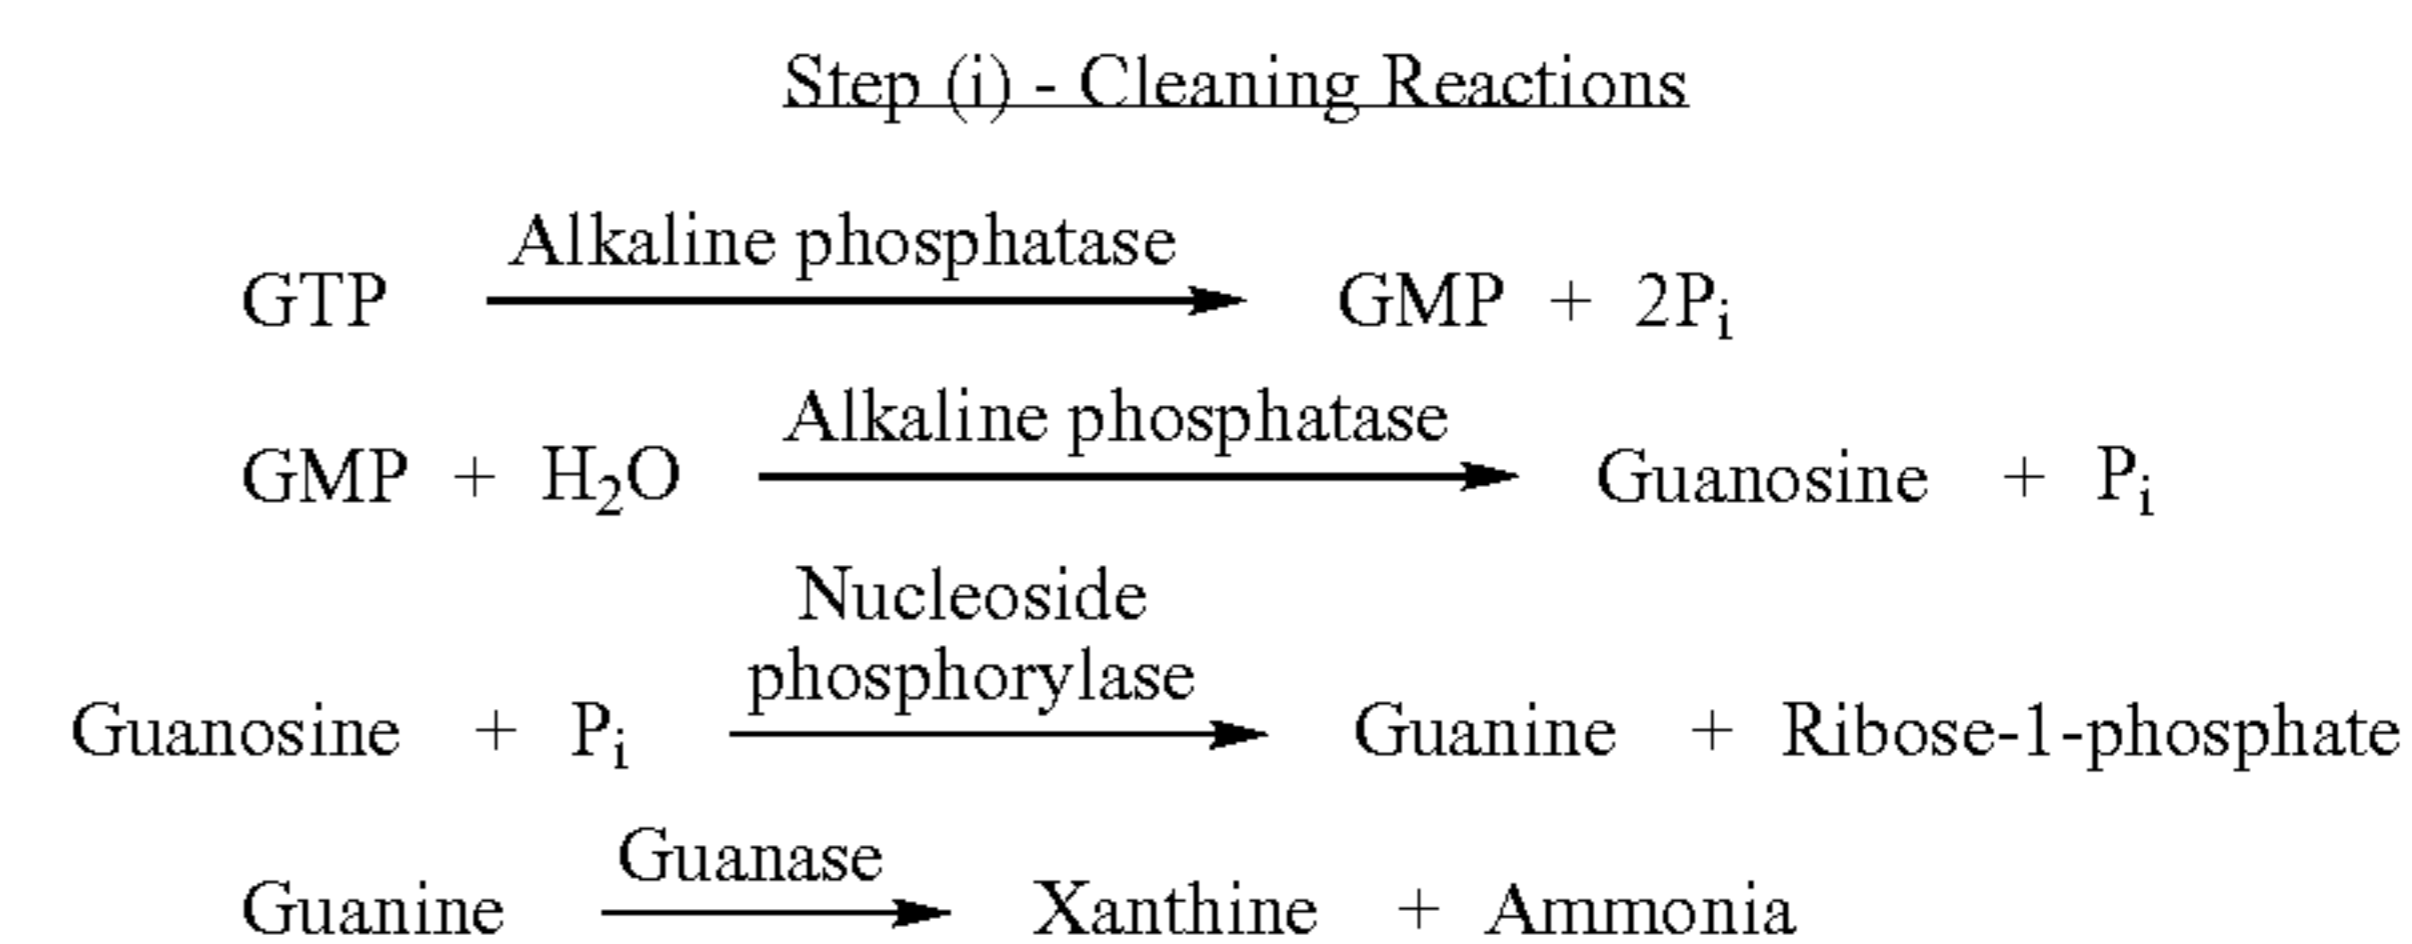 Step (i) - Cleaning Reactions
Alkaline phosphatase
GTP GMP + 2Pi
Alkaline phosphatase
GMP + H2O Guanosine + Pi
Nucleoside
phosphorylase
Guanosine + Pi Guanine + Ribose-1-phosphate
Guanase
Guanine Xanthine + Ammonia